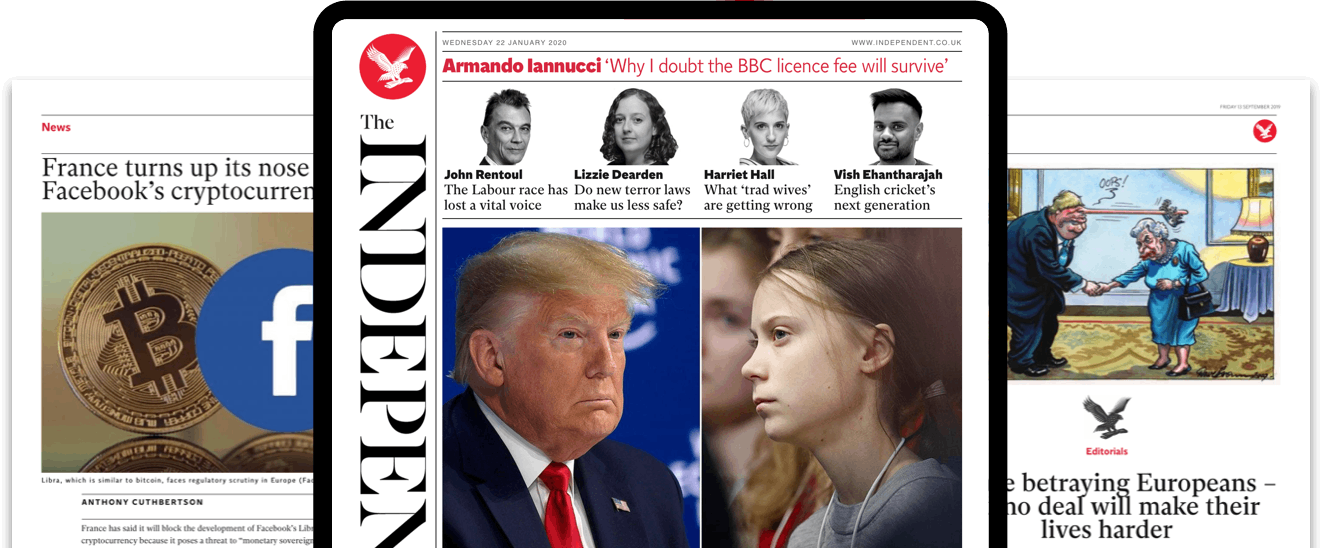 News
France turns up its nose
Facebook's cryptocurren
Libra, which is similar to bitcoin, faces regulatory scrutiny in Europe (Fac
ANTHONY CUTHBERTSON
France has said it will block the development of Facebook's Libr
cryptocurrency because it poses a threat to "monetary sovereign
WEDNESDAY 22 JANUARY 2020
WWW.INDEPENDENT.CO.UK
Armando Iannucci 'Why I doubt the BBC licence fee will survive'
The
INDEPEN
John Rentoul
The Labour race has
lost a vital voice
Lizzie Dearden
Do new terror laws
make us less safe?
Harriet Hall
What 'trad wives'
are getting wrong
Vish Ehantharajah
English cricket's
next generation
FRIDAY 13 SEPTEMBER 2019
OOPS!
Editorials
e betraying Europeans –
no deal will make their
lives harder